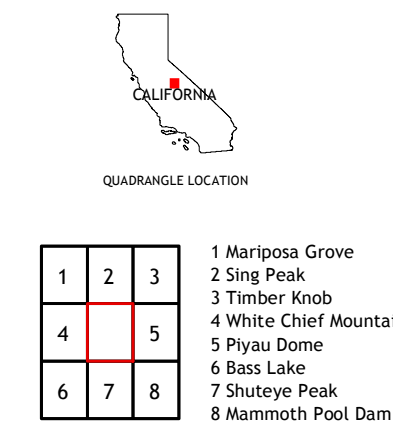 CALIFORNIA
QUADRANGLE LOCATION
1 2 3
4 5
6 7 8
1 Mariposa Grove
2 Sing Peak
3 Timber Knob
4 White Chief Mountai
5 Piyau Dome
6 Bass Lake
7 Shuteye Peak
8 Mammoth Pool Dam